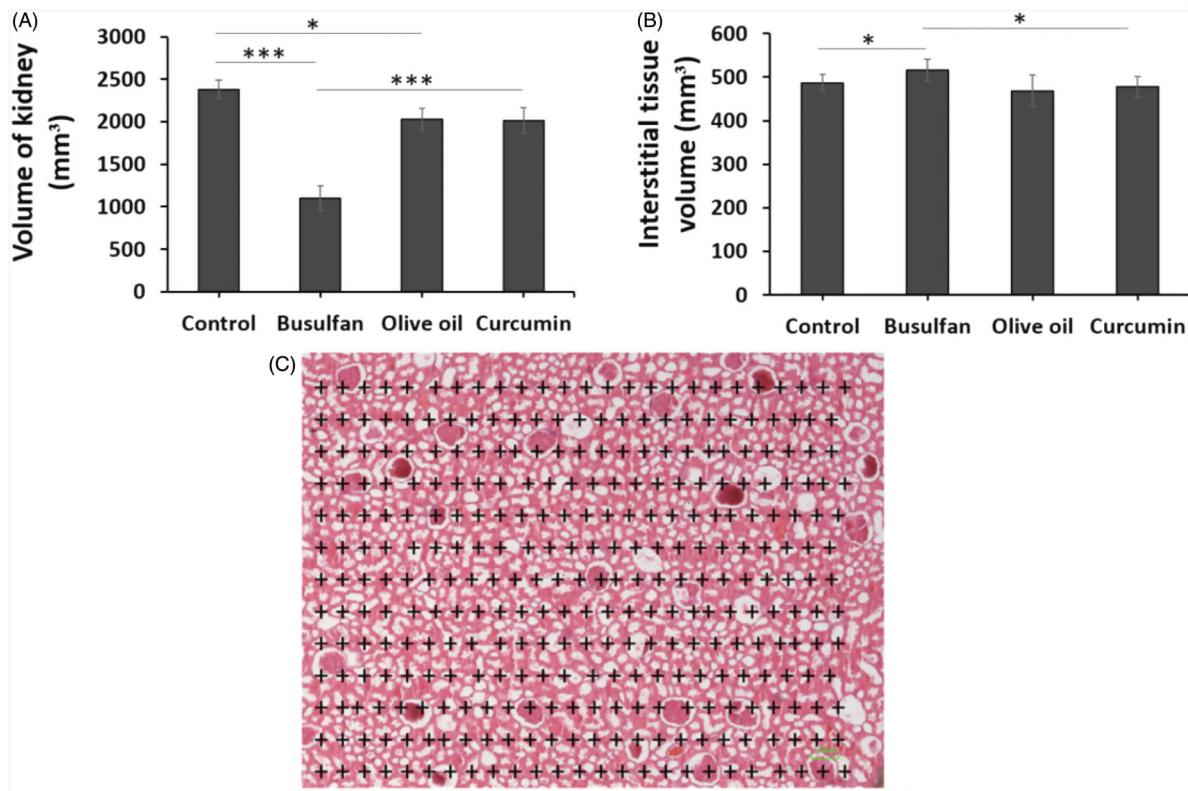 (A)
Volume of kidney
(mm³)
3000
2500
2000
1500
1000
500
0
*
***
***
Control Busulfan Olive oil Curcumin
(B)
Interstitial tissue
volume (mm³)
600
500
400
300
200
100
0
*
*
Control Busulfan Olive oil Curcumin
(C)